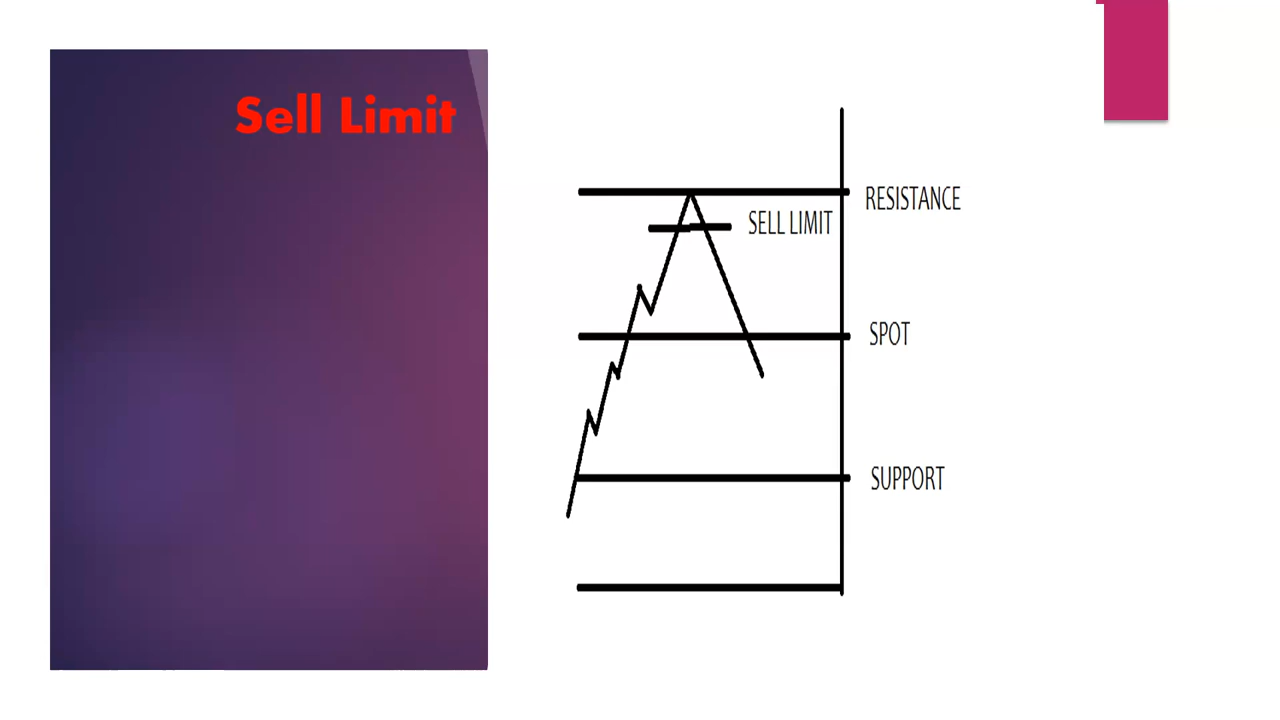 Sell Limit
RESISTANCE
SELL LIMIT
SPOT
SUPPORT